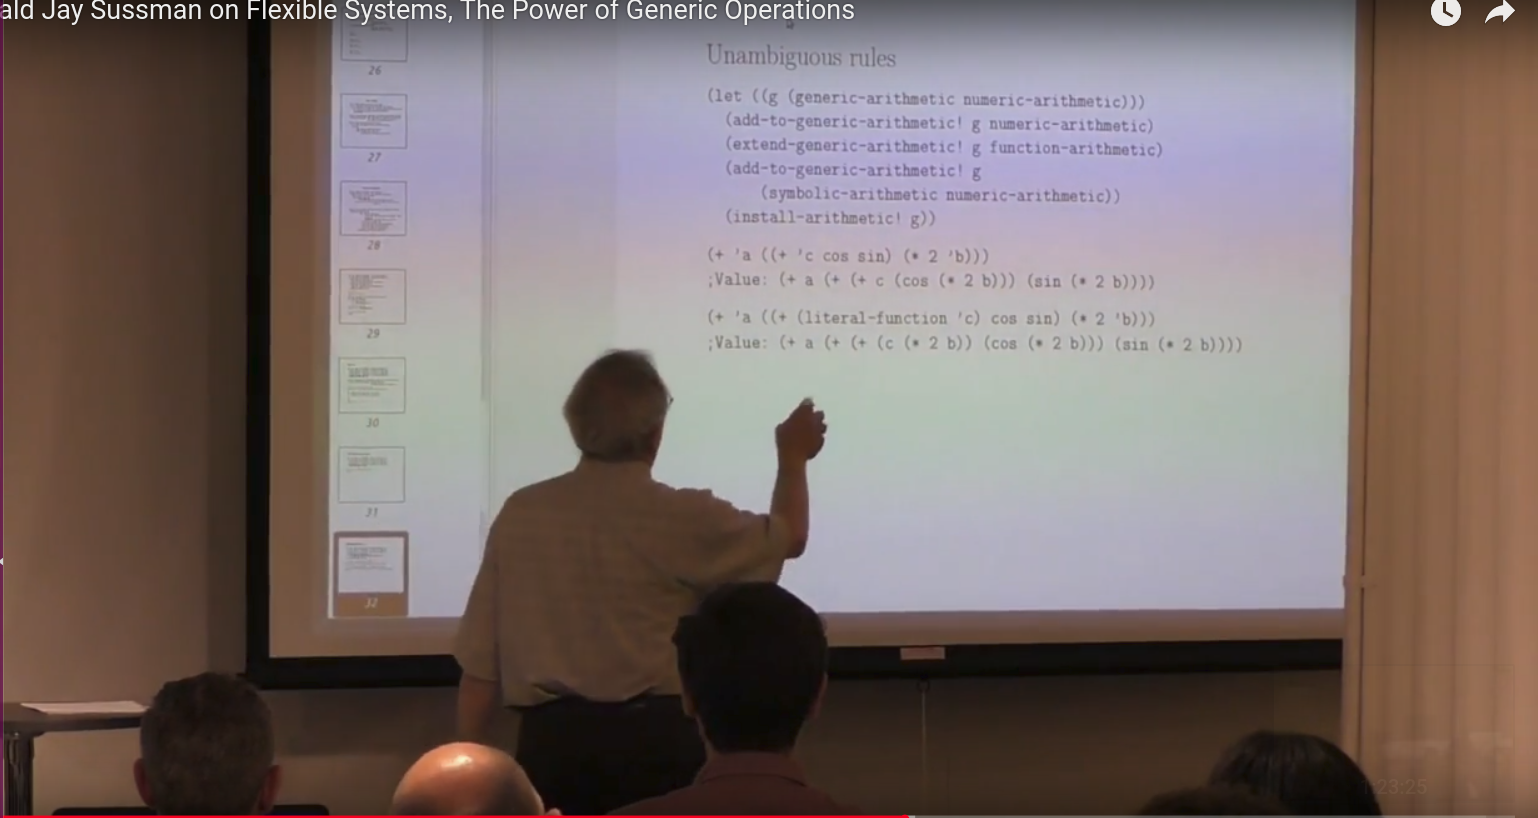 ald Jay Sussman on Flexible Systems, The Power of Generic Operations
26
27
28
29
30
31
32
Unambiguous rules
(let ((g (generic-arithmetic numeric-arithmetic)))
(add-to-generic-arithmetic! g numeric-arithmetic)
(extend-generic-arithmetic! g function-arithmetic)
(add-to-generic-arithmetic! g
(symbolic-arithmetic numeric-arithmetic))
(install-arithmetic! g))
(+ 'a ((+ 'c cos sin) (* 2 'b)))
;Value: (+ a (+ (+ c (cos (* 2 b))) (sin (* 2 b))))
(+ 'a ((+ (literal-function 'c) cos sin) (* 2 'b)))
;Value: (+ a (+ (+ (c (* 2 b)) (cos (* 2 b))) (sin (* 2 b))))
1:23:25